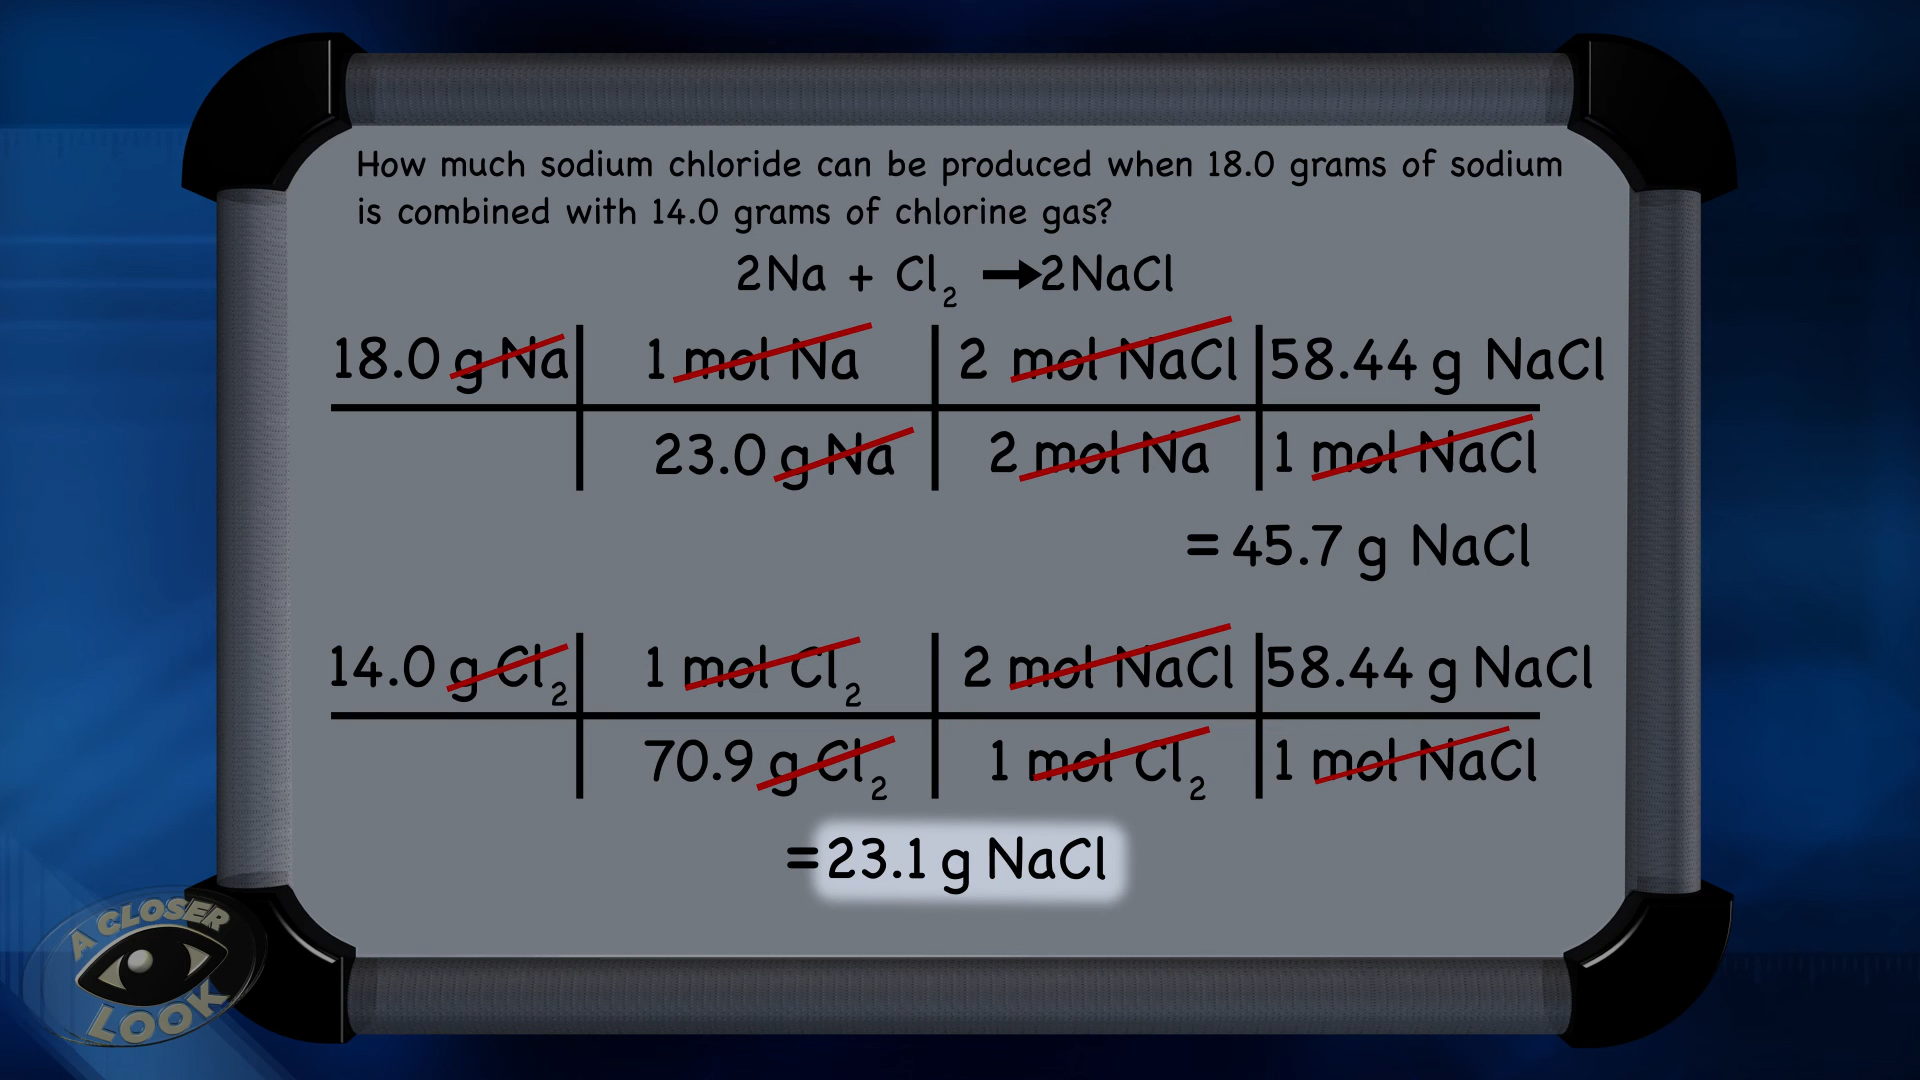 How much sodium chloride can be produced when 18.0 grams of sodium
is combined with 14.0 grams of chlorine gas?
2Na + Cl₂ ➞2NaCl
18.0 g Na 1 mol Na 2 mol NaCl 58.44 g NaCl
23.0 g Na 2 mol Na 1 mol NaCl
= 45.7 g NaCl
14.0 g Cl₂ 1 mol Cl₂ 2 mol NaCl 58.44 g NaCl
70.9 g Cl₂ 1 mol Cl₂ 1 mol NaCl
=23.1 g NaCl
A CLOSER
LOOK